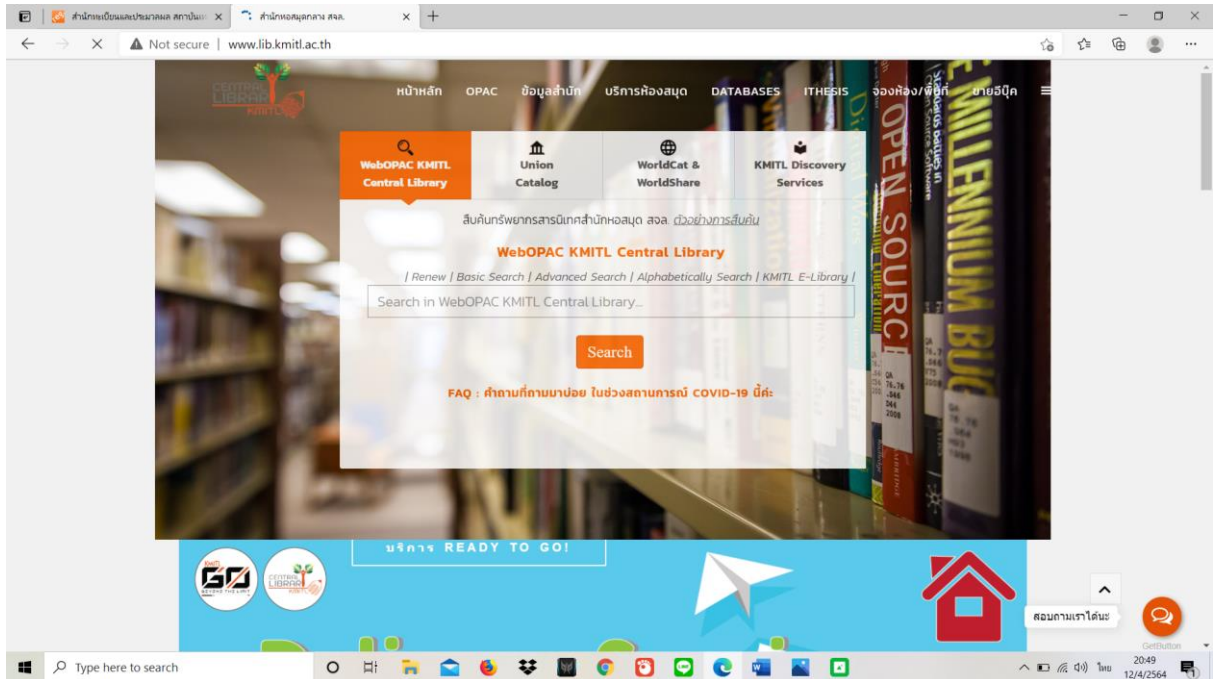 สำนักทะเบียนและประมวลผล สถาบันเท
สำนักหอสมุดกลาง สจล.
Not secure | www.lib.kmitl.ac.th
CENTRAL
LIBRARY
KMITL
หน้าหลัก OPAC ข้อมูลสำนัก บริการห้องสมุด DATABASES ITHESIS จองห้อง/พื้นที่ ขายอีบุ๊ค
WebOPAC KMITL
Central Library
Union
Catalog
WorldCat &
WorldShare
KMITL Discovery
Services
สืบค้นทรัพยากรสารนิเทศสำนักหอสมุด สจล. ตัวอย่างการสืบค้น
WebOPAC KMITL Central Library
| Renew | Basic Search | Advanced Search | Alphabetically Search | KMITL E-Library |
Search in WebOPAC KMITL Central Library...
Search
FAQ : คำถามที่ถามมาบ่อย ในช่วงสถานการณ์ COVID-19 นี้ค่ะ
OPEN SOURC
E MILLENNIUM BUG
บริการ READY TO GO!
KMITL
GO
BEYOND THE LIMIT
CENTRAL
LIBRARY
KMITL
สอบถามเราได้นะ
GetButton
Type here to search
ไทย
20:49
12/4/2564